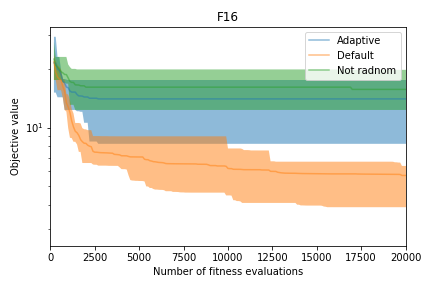 F16
Adaptive
Default
Not radnom
Objective value
10¹
0 2500 5000 7500 10000 12500 15000 17500 20000
Number of fitness evaluations